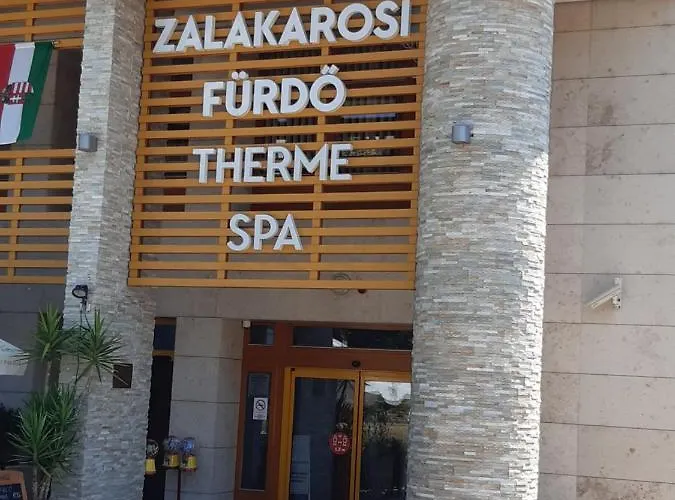 ZALAKAROSI
FÜRDŐ
THERME
SPA